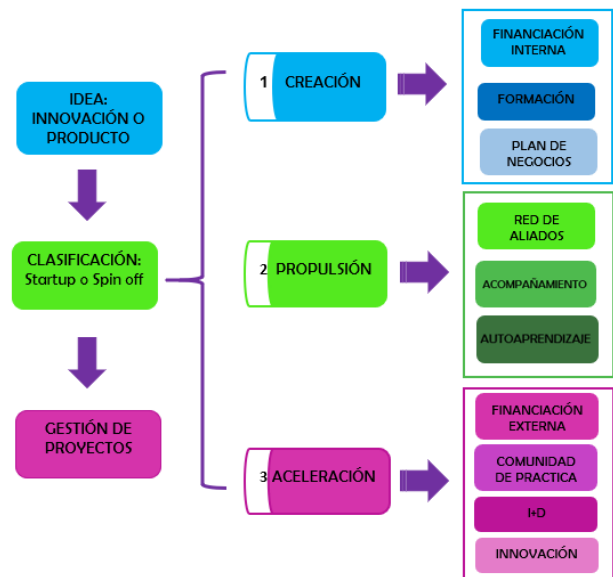 IDEA:
INNOVACIÓN O
PRODUCTO
CLASIFICACIÓN:
Startup o Spin off
GESTIÓN DE
PROYECTOS
1 CREACIÓN
FINANCIACIÓN
INTERNA
FORMACIÓN
PLAN DE
NEGOCIOS
2 PROPULSIÓN
RED DE
ALIADOS
ACOMPAÑAMIENTO
AUTOAPRENDIZAJE
3 ACELERACIÓN
FINANCIACIÓN
EXTERNA
COMUNIDAD
DE PRACTICA
I+D
INNOVACIÓN